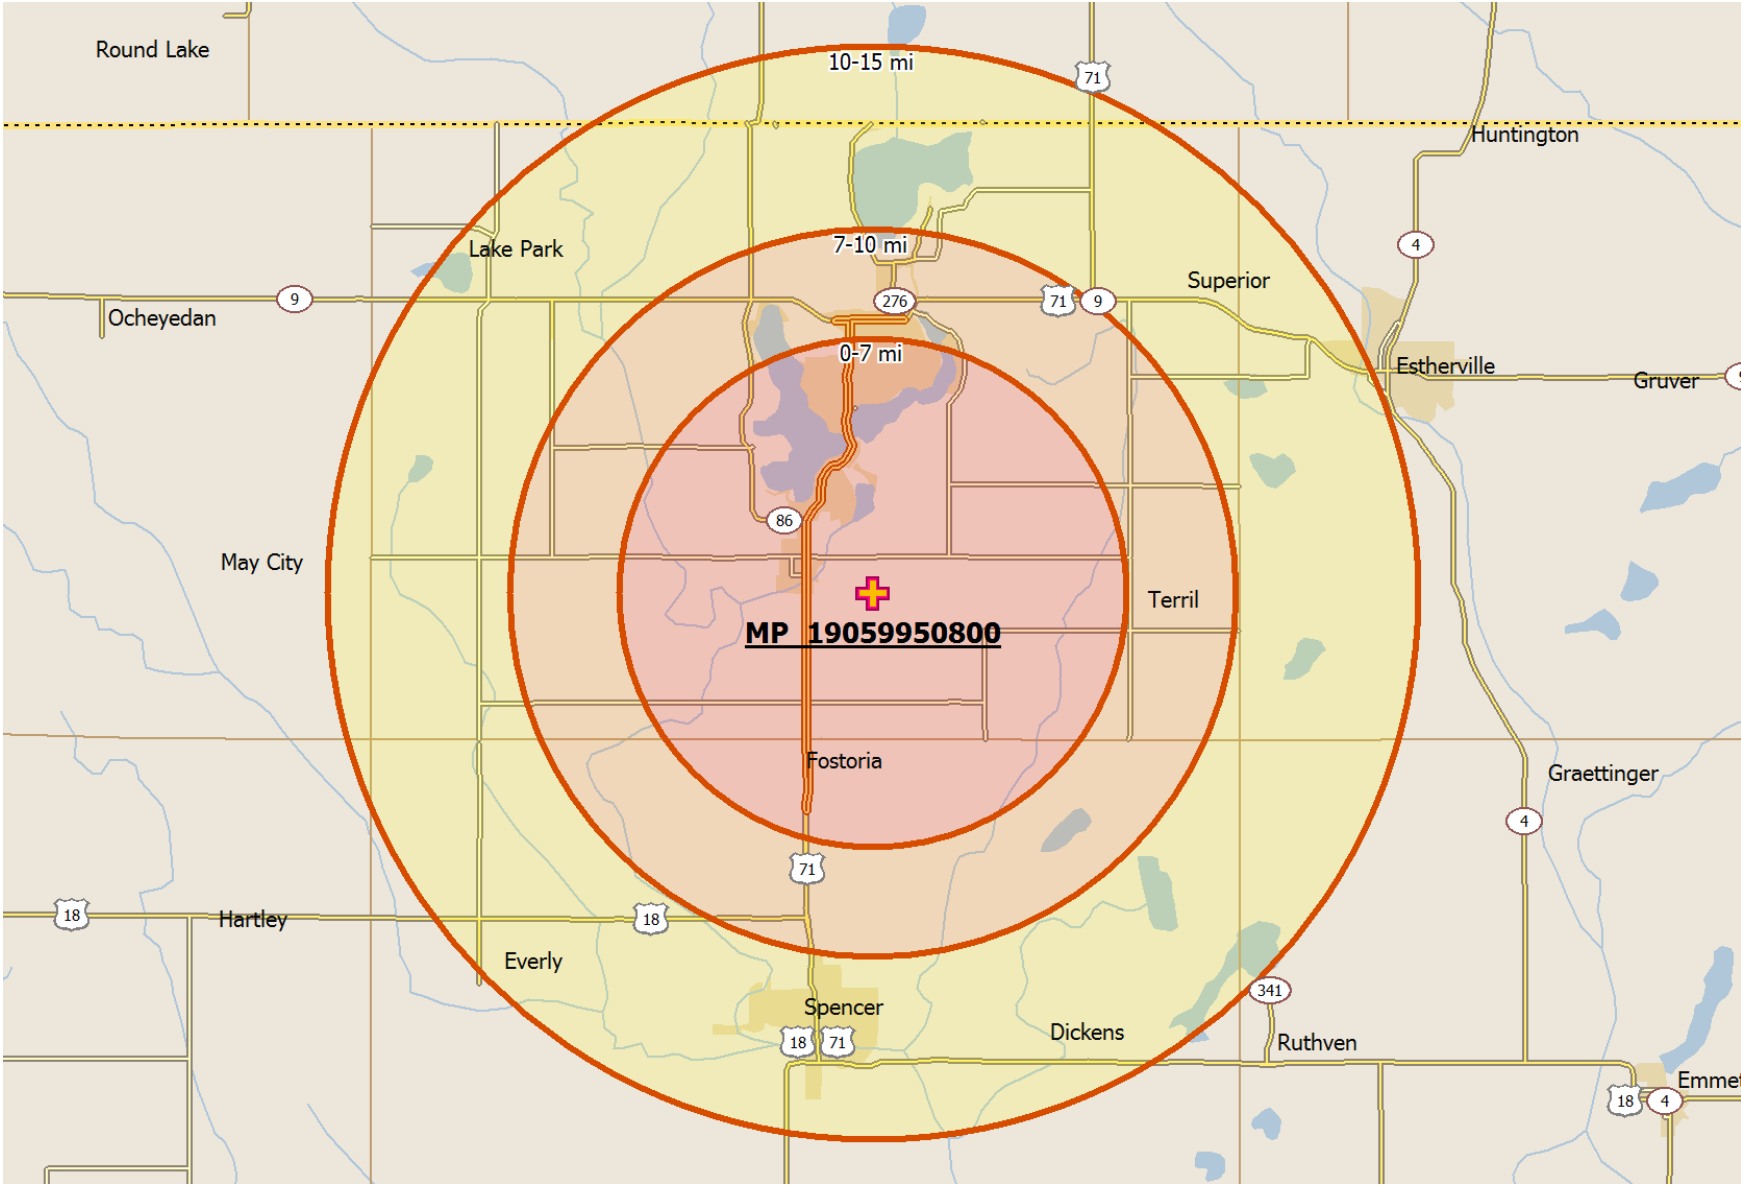 Round Lake
10-15 mi
71
Huntington
Lake Park
7-10 mi
4
Superior
9
Ocheyedan
276
71
9
0-7 mi
Estherville
Gruver
86
May City
Terril
MP_19059950800
Fostoria
Graettinger
4
71
18
Hartley
18
Everly
341
Spencer
Dickens
18
71
Ruthven
Emmet
18
4